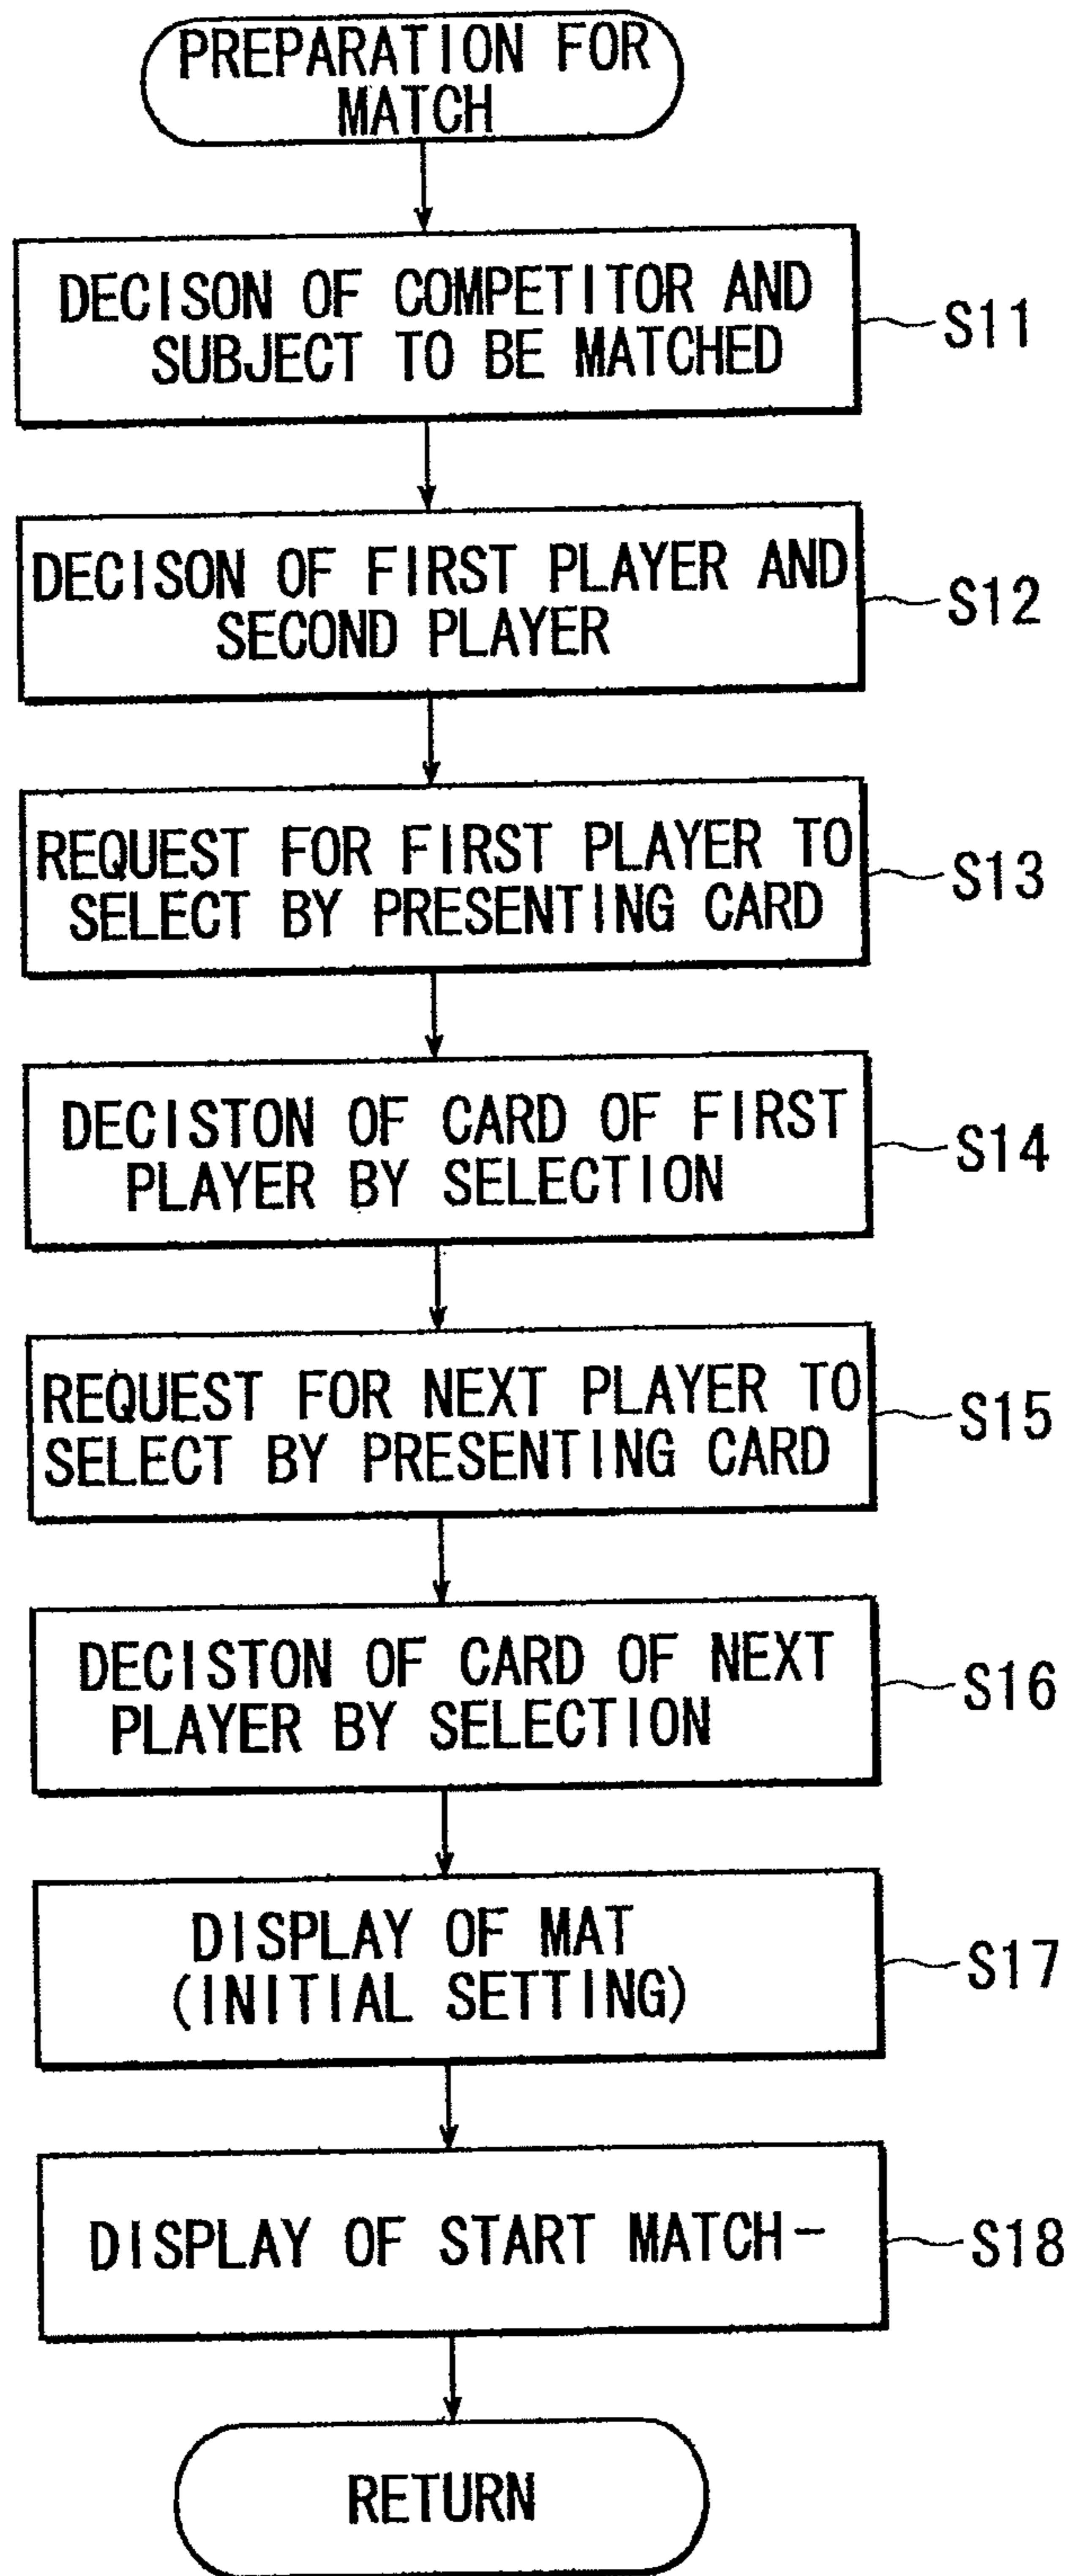 PREPARATION FOR
MATCH
DECISON OF COMPETITOR AND
SUBJECT TO BE MATCHED
S11
DECISON OF FIRST PLAYER AND
SECOND PLAYER
S12
REQUEST FOR FIRST PLAYER TO
SELECT BY PRESENTING CARD
S13
DECISTON OF CARD OF FIRST
PLAYER BY SELECTION
S14
REQUEST FOR NEXT PLAYER TO
SELECT BY PRESENTING CARD
S15
DECISTON OF CARD OF NEXT
PLAYER BY SELECTION
S16
DISPLAY OF MAT
(INITIAL SETTING)
S17
DISPLAY OF START MATCH-
S18
RETURN